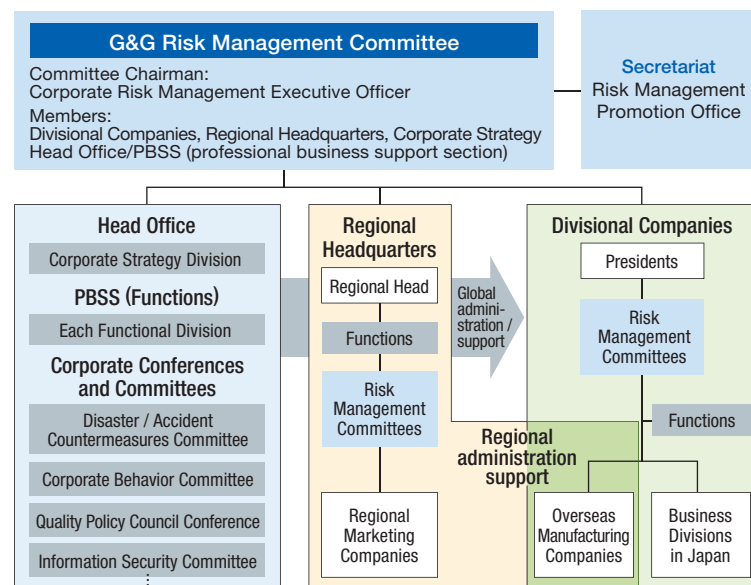 G&G Risk Management Committee
Committee Chairman:
Corporate Risk Management Executive Officer
Members:
Divisional Companies, Regional Headquarters, Corporate Strategy
Head Office/PBSS (professional business support section)
Secretariat
Risk Management
Promotion Office
Head Office
Corporate Strategy Division
PBSS (Functions)
Each Functional Division
Corporate Conferences
and Committees
Disaster / Accident
Countermeasures Committee
Corporate Behavior Committee
Quality Policy Council Conference
Information Security Committee
Regional
Headquarters
Regional Head
Functions
Risk
Management
Committees
Regional
Marketing
Companies
Global
admini-
stration /
support
Regional
administration
support
Divisional Companies
Presidents
Risk
Management
Committees
Functions
Overseas
Manufacturing
Companies
Business
Divisions
in Japan